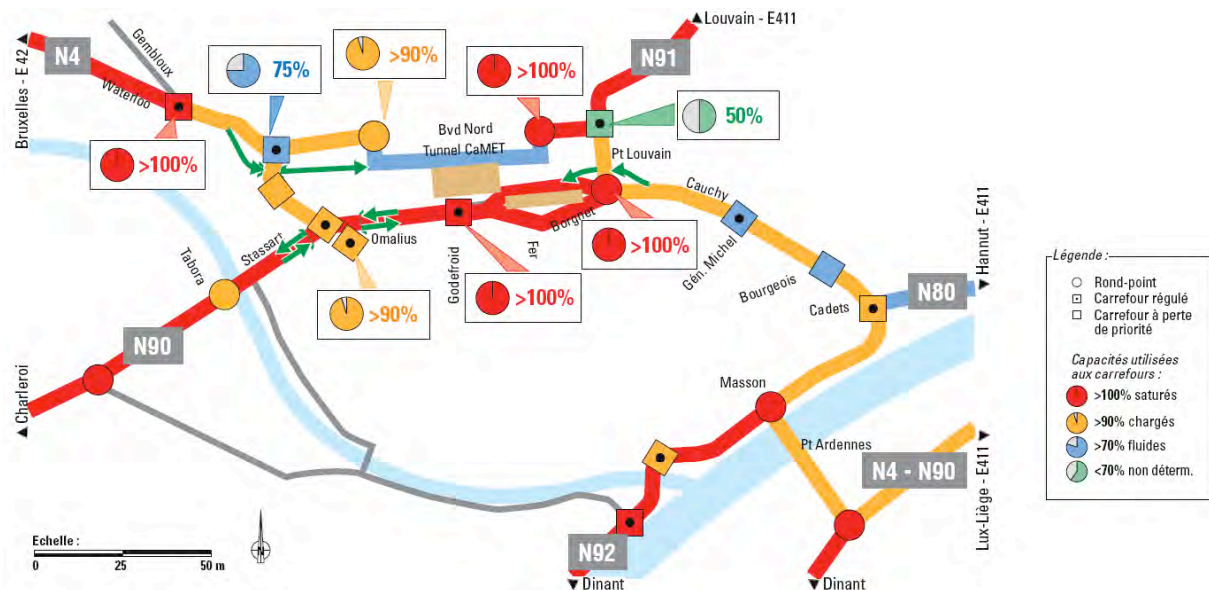 Louvain - E411
N4
Gembloux
N91
Bruxelles - E 42
Waterloo
75%
>90%
>100%
50%
>100%
Bvd Nord
Tunnel CaMET
Pt Louvain
Cauchy
Borgnet
Stassart
Omalius
Godefroid
Fer
>100%
Gén. Michel
Bourgeois
Hannut - E411
Tabora
>90%
>100%
Cadets
N80
N90
Charleroi
Masson
Pt Ardennes
N4 - N90
Lux-Liège - E411
N92
Dinant
Dinant
Echelle :
0 25 50 m
N
Légende :
Rond-point
Carrefour régulé
Carrefour à perte
de priorité
Capacités utilisées
aux carrefours :
>100% saturés
>90% chargés
>70% fluides
<70% non déterm.